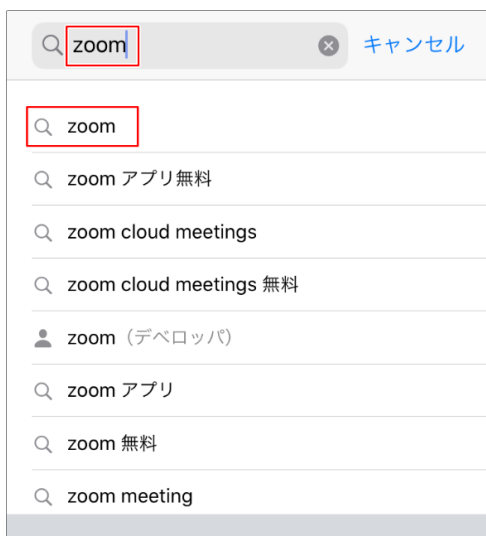 zoom キャンセル
zoom
zoom アプリ無料
zoom cloud meetings
zoom cloud meetings 無料
zoom（デベロッパ）
zoom アプリ
zoom 無料
zoom meeting